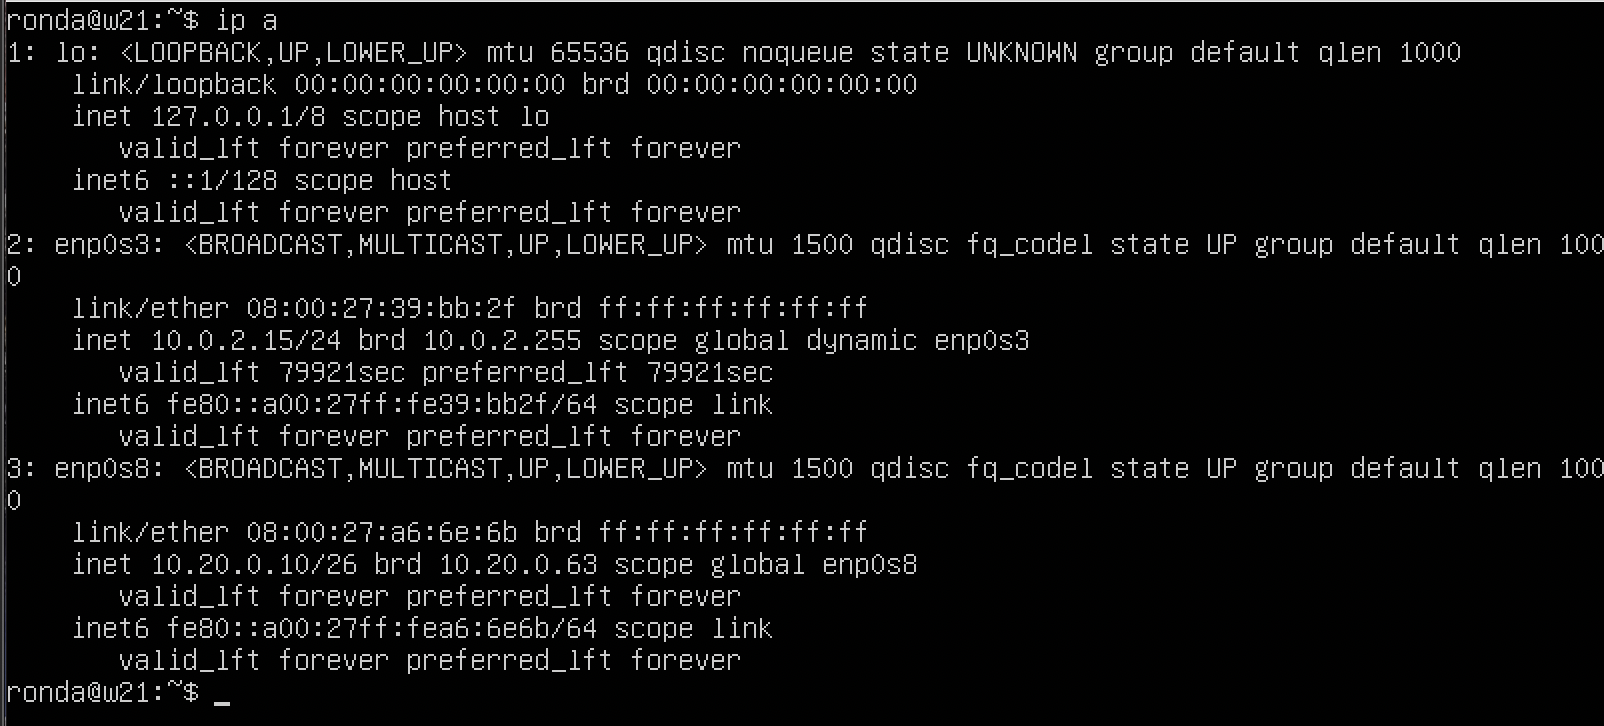 ronda@w21:~$ ip a
1: lo: <LOOPBACK,UP,LOWER_UP> mtu 65536 qdisc noqueue state UNKNOWN group default qlen 1000
    link/loopback 00:00:00:00:00:00 brd 00:00:00:00:00:00
    inet 127.0.0.1/8 scope host lo
       valid_lft forever preferred_lft forever
    inet6 ::1/128 scope host
       valid_lft forever preferred_lft forever
2: enp0s3: <BROADCAST,MULTICAST,UP,LOWER_UP> mtu 1500 qdisc fq_codel state UP group default qlen 100
0
    link/ether 08:00:27:39:bb:2f brd ff:ff:ff:ff:ff:ff
    inet 10.0.2.15/24 brd 10.0.2.255 scope global dynamic enp0s3
       valid_lft 79921sec preferred_lft 79921sec
    inet6 fe80::a00:27ff:fe39:bb2f/64 scope link
       valid_lft forever preferred_lft forever
3: enp0s8: <BROADCAST,MULTICAST,UP,LOWER_UP> mtu 1500 qdisc fq_codel state UP group default qlen 100
0
    link/ether 08:00:27:a6:6e:6b brd ff:ff:ff:ff:ff:ff
    inet 10.20.0.10/26 brd 10.20.0.63 scope global enp0s8
       valid_lft forever preferred_lft forever
    inet6 fe80::a00:27ff:fea6:6e6b/64 scope link
       valid_lft forever preferred_lft forever
ronda@w21:~$ _